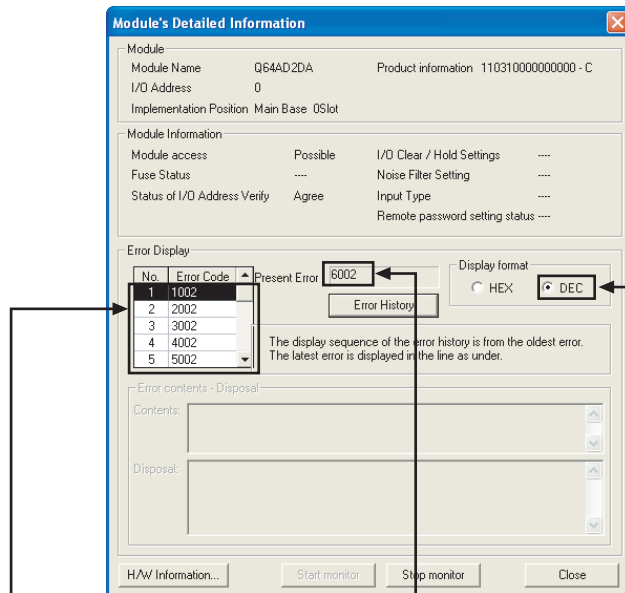 Module's Detailed Information
Module
Module Name Q64AD2DA Product information 110310000000000 - C
I/O Address 0
Implementation Position Main Base 0Slot
Module Information
Module access Possible I/O Clear / Hold Settings ----
Fuse Status ---- Noise Filter Setting ----
Status of I/O Address Verify Agree Input Type ----
Remote password setting status ----
Error Display
No. Error Code Present Error 6002 Display format
1 1002 HEX DEC
2 2002 Error History
3 3002
4 4002 The display sequence of the error history is from the oldest error.
5 5002 The latest error is displayed in the line as under.
Error contents - Disposal
Contents:
Disposal:
H/W Information... Start monitor Stop monitor Close